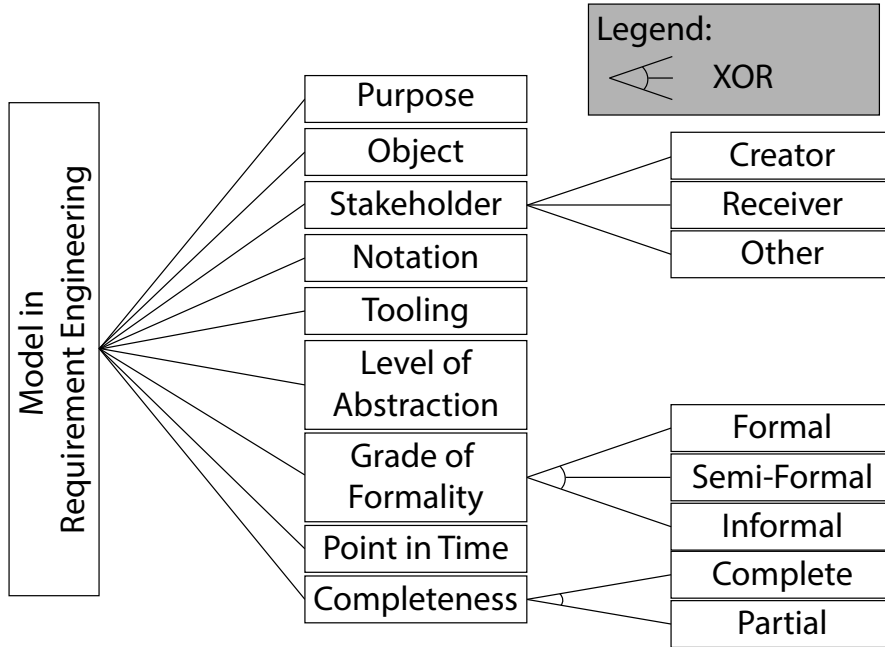 Legend:
XOR
Model in
Requirement Engineering
Purpose
Object
Stakeholder
Notation
Tooling
Level of
Abstraction
Grade of
Formality
Point in Time
Completeness
Creator
Receiver
Other
Formal
Semi-Formal
Informal
Complete
Partial